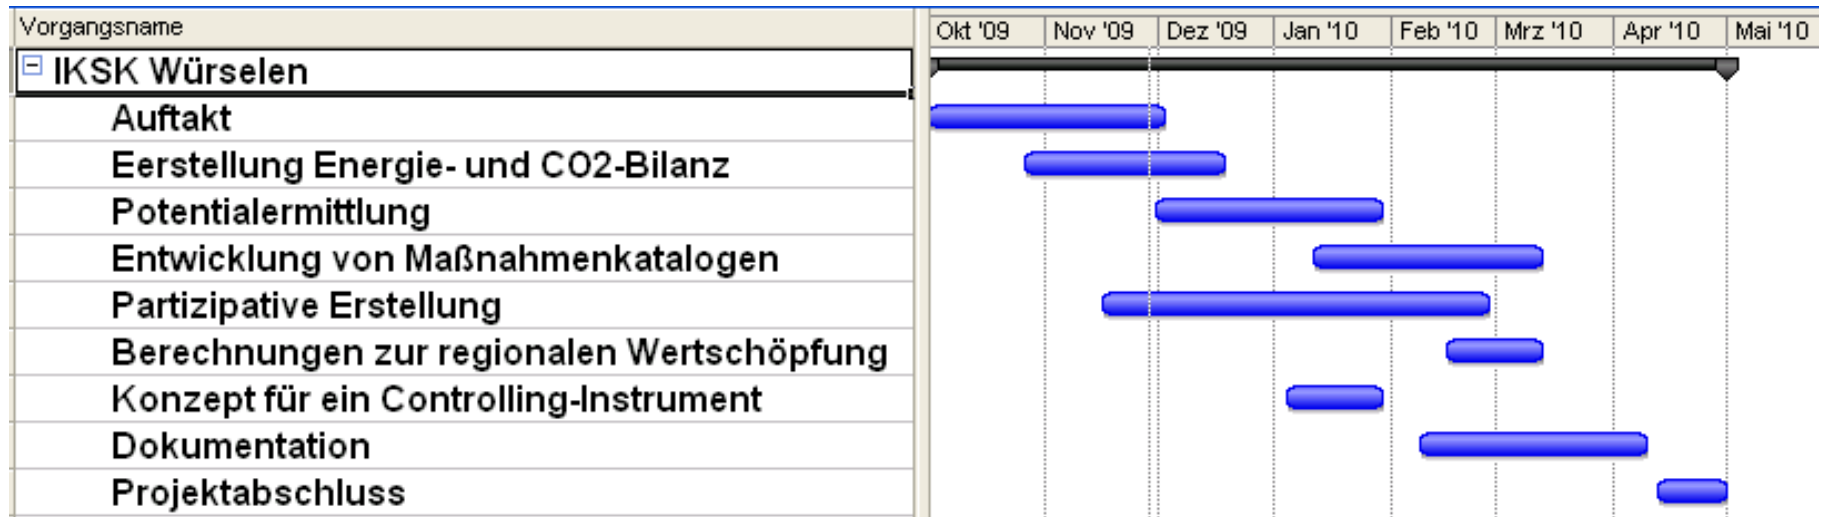 Vorgangsname Okt '09 Nov '09 Dez '09 Jan '10 Feb '10 Mrz '10 Apr '10 Mai '10
IKSK Würselen
Auftakt
Eerstellung Energie- und CO2-Bilanz
Potentialermittlung
Entwicklung von Maßnahmenkatalogen
Partizipative Erstellung
Berechnungen zur regionalen Wertschöpfung
Konzept für ein Controlling-Instrument
Dokumentation
Projektabschluss